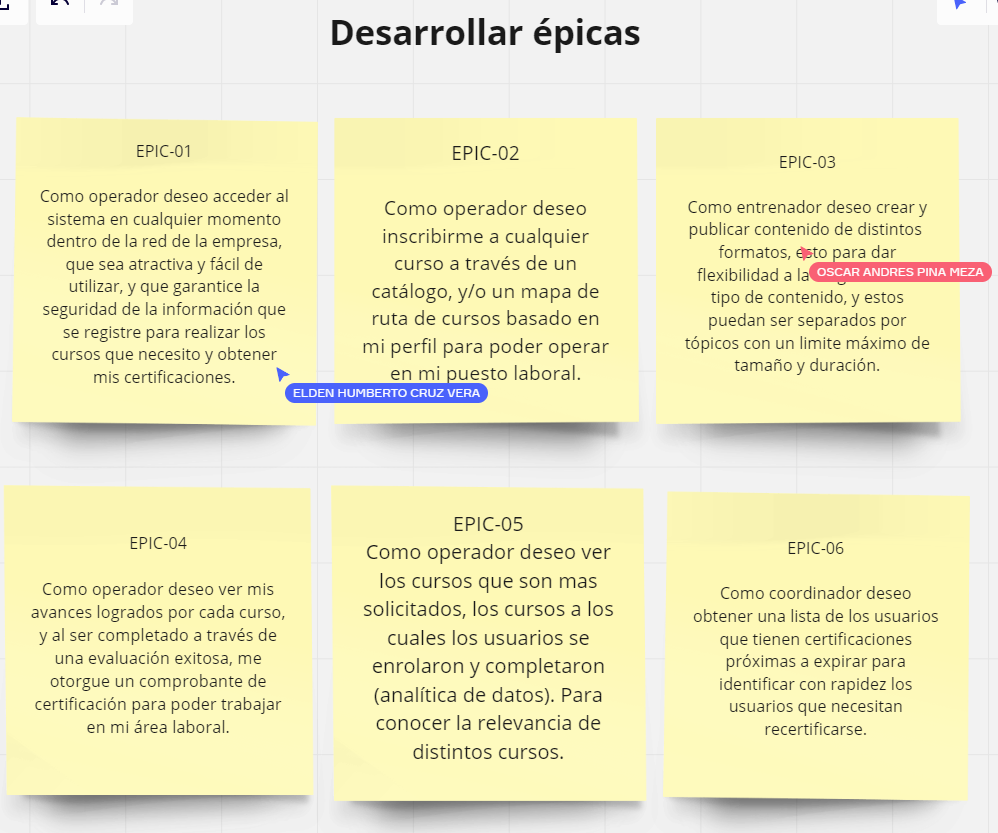 Desarrollar épicas
EPIC-01
Como operador deseo acceder al
sistema en cualquier momento
dentro de la red de la empresa,
que sea atractiva y fácil de
utilizar, y que garantice la
seguridad de la información que
se registre para realizar los
cursos que necesito y obtener
mis certificaciones.
ELDEN HUMBERTO CRUZ VERA
EPIC-02
Como operador deseo
inscribirme a cualquier
curso a través de un
catálogo, y/o un mapa de
ruta de cursos basado en
mi perfil para poder operar
en mi puesto laboral.
EPIC-03
Como entrenador deseo crear y
publicar contenido de distintos
formatos, esto para dar
flexibilidad a la
OSCAR ANDRES PINA MEZA
tipo de contenido, y estos
puedan ser separados por
tópicos con un limite máximo de
tamaño y duración.
EPIC-04
Como operador deseo ver mis
avances logrados por cada curso,
y al ser completado a través de
una evaluación exitosa, me
otorgue un comprobante de
certificación para poder trabajar
en mi área laboral.
EPIC-05
Como operador deseo ver
los cursos que son mas
solicitados, los cursos a los
cuales los usuarios se
enrolaron y completaron
(analítica de datos). Para
conocer la relevancia de
distintos cursos.
EPIC-06
Como coordinador deseo
obtener una lista de los usuarios
que tienen certificaciones
próximas a expirar para
identificar con rapidez los
usuarios que necesitan
recertificarse.